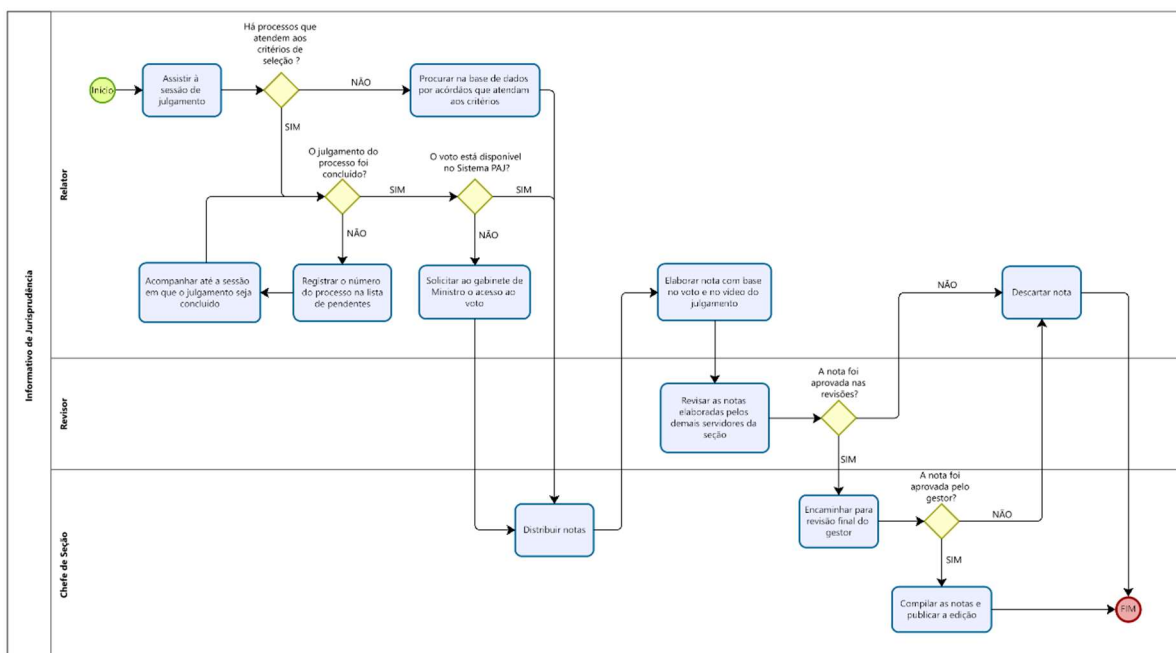 Informativo de Jurisprudência
Relator
Há processos que
atendem aos
critérios de
seleção ?
Início
Assistir à
sessão de
julgamento
NÃO
Procurar na base de dados
por acórdãos que atendam
aos critérios
SIM
O julgamento do
processo foi
concluído?
SIM
O voto está disponível
no Sistema PAJ?
SIM
NÃO
NÃO
Acompanhar até a sessão
em que o julgamento seja
concluído
Registrar o número
do processo na lista
de pendentes
Solicitar ao gabinete de
Ministro o acesso ao
voto
Elaborar nota com base
no voto e no vídeo do
julgamento
NÃO
Descartar nota
Revisor
Revisar as notas
elaboradas pelos
demais servidores da
seção
A nota foi
aprovada nas
revisões?
SIM
Chefe de Seção
Distribuir notas
Encaminhar para
revisão final do
gestor
A nota foi
aprovada pelo
gestor?
NÃO
SIM
Compilar as notas e
publicar a edição
FIM